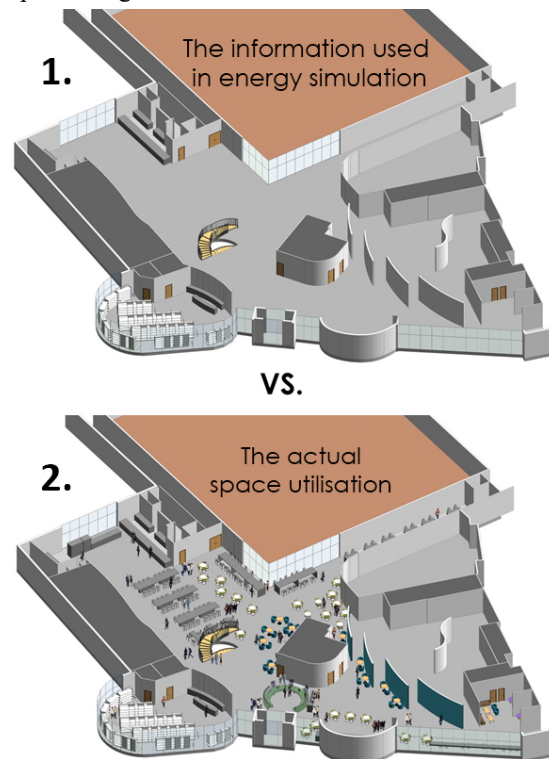 1.
The information used
in energy simulation
vs.
2.
The actual
space utilisation